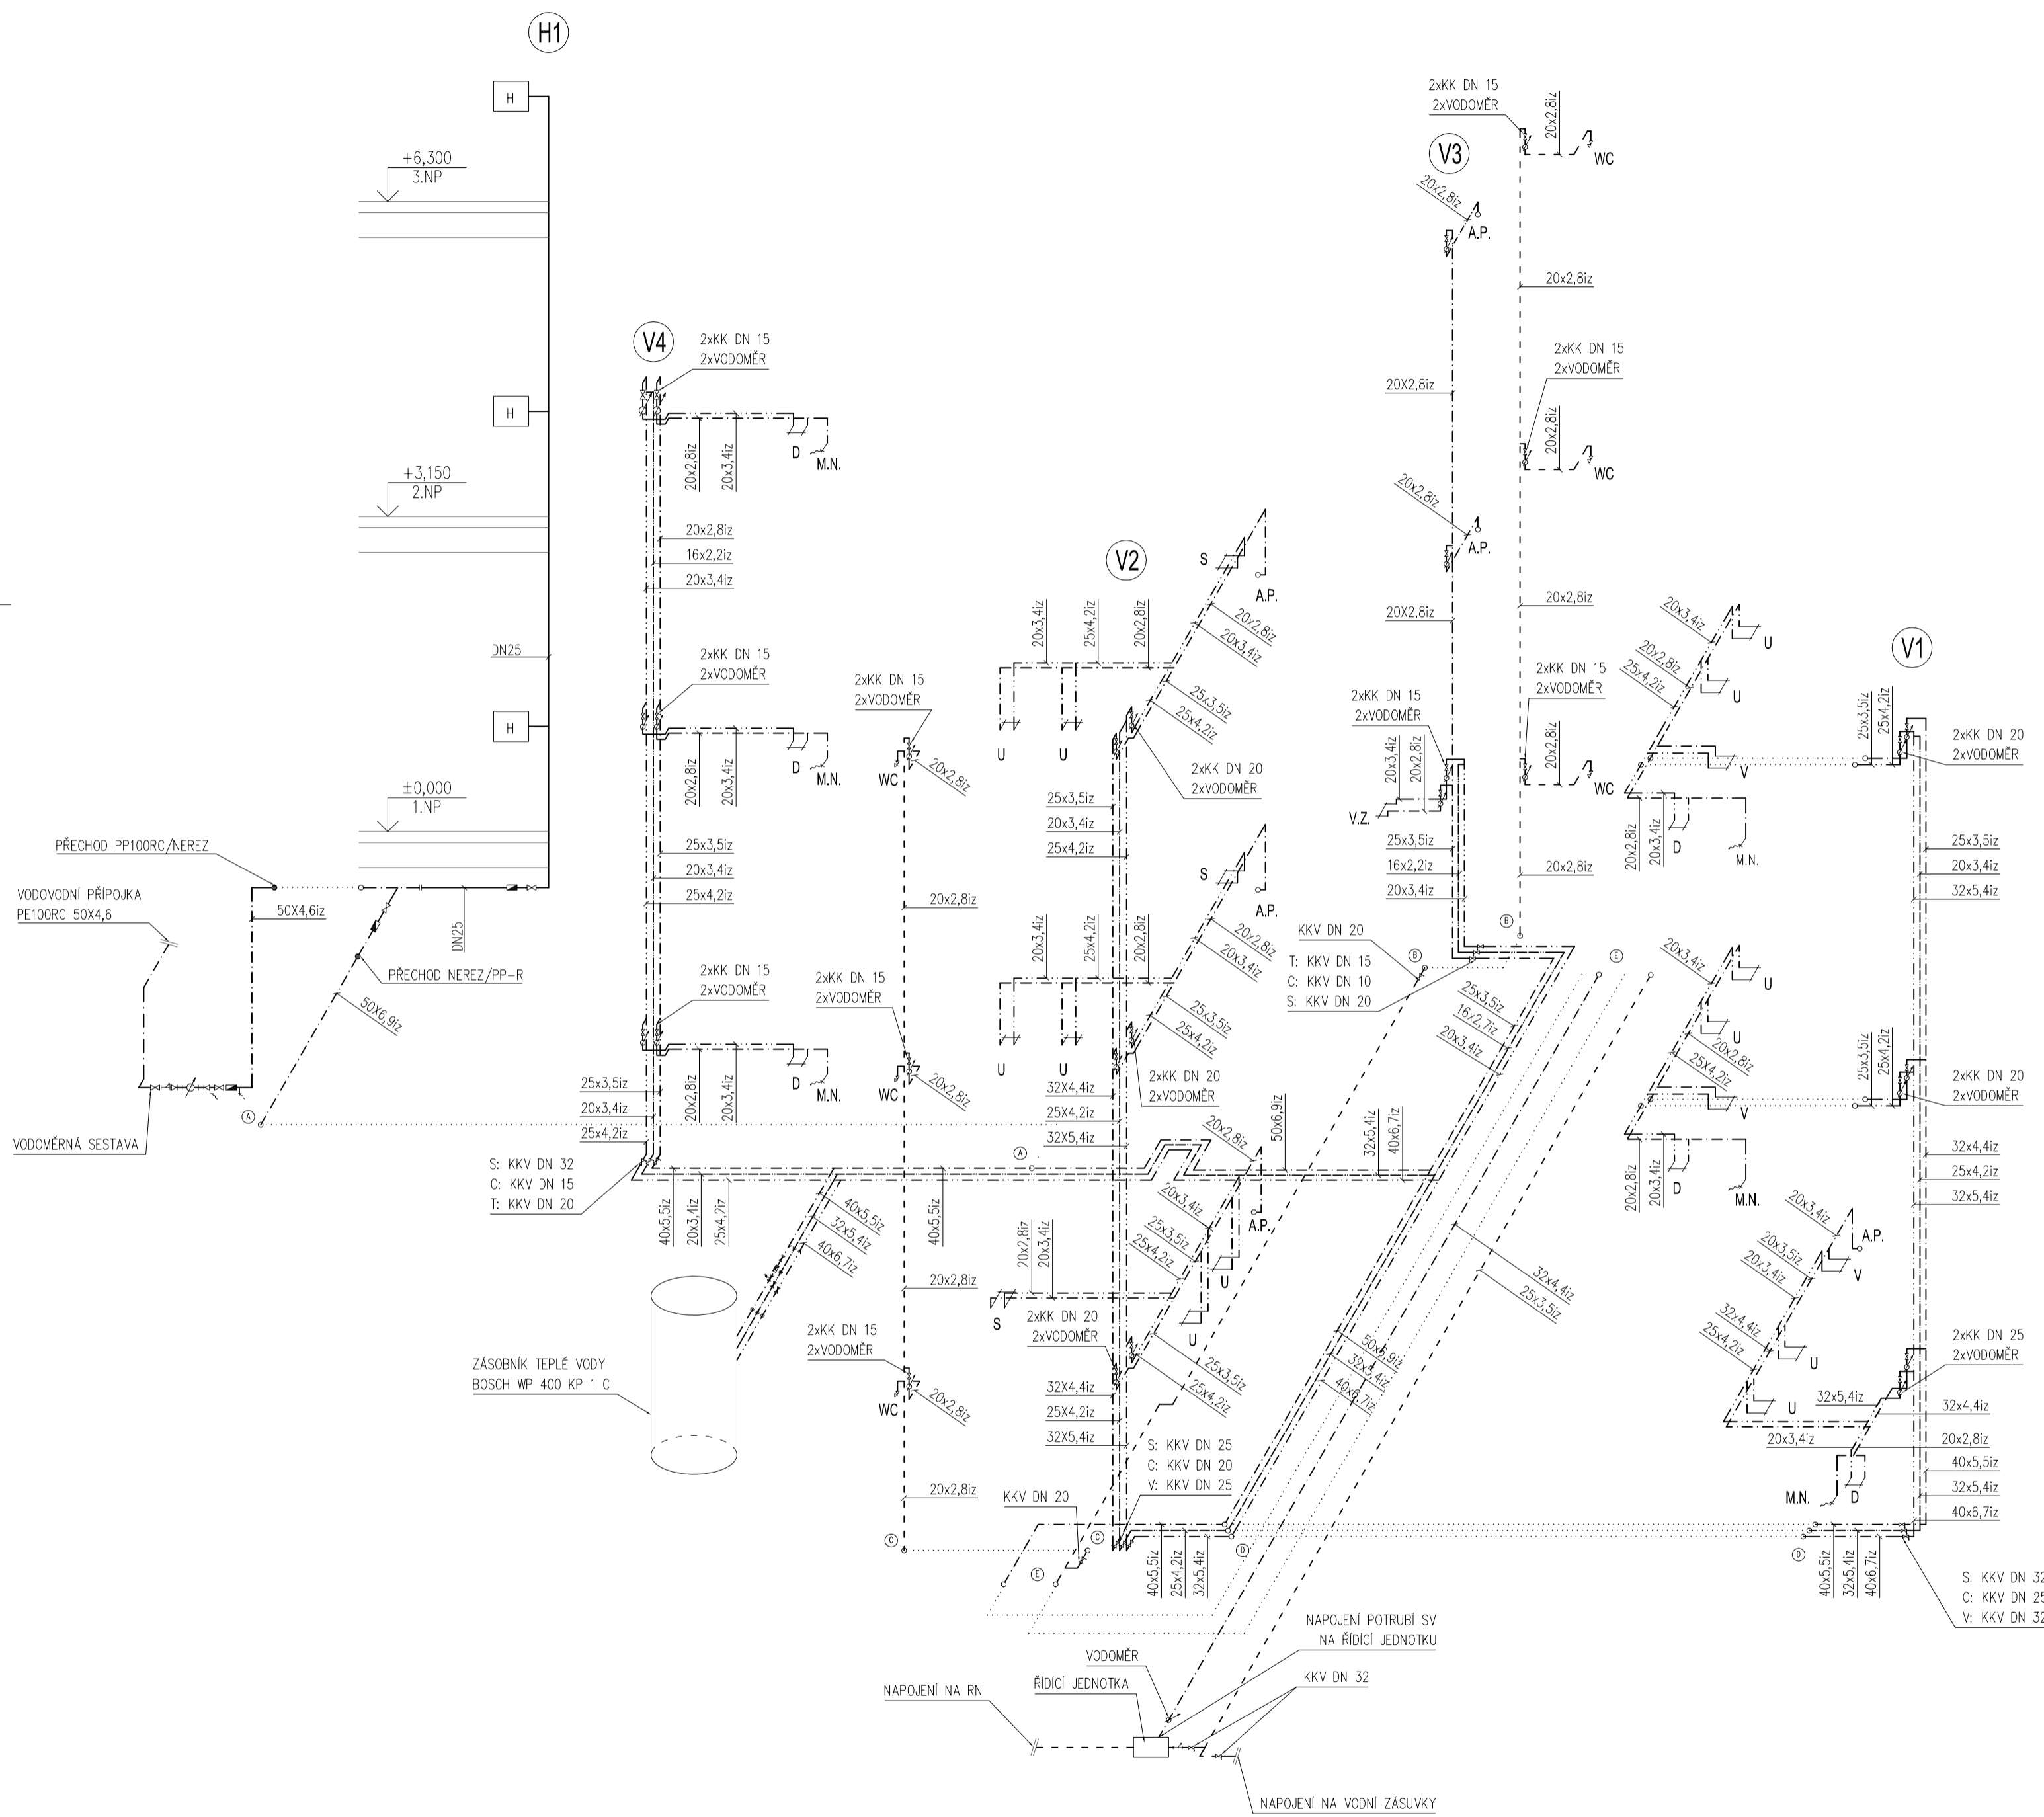 H1
H
+6,300
3.NP
H
+3,150
2.NP
DN25
H
±0,000
1.NP
PŘECHOD PP100RC/NEREZ
VODOVODNÍ PŘÍPOJKA
PE100RC 50X4,6
50X4,6iz
DN25
PŘECHOD NEREZ/PP-R
50X6,9iz
A
VODOMĚRNÁ SESTAVA
V4
2xKK DN 15
2xVODOMĚR
20x2,8iz
20x3,4iz
D
M.N.
20x2,8iz
16x2,2iz
20x3,4iz
2xKK DN 15
2xVODOMĚR
20x2,8iz
20x3,4iz
D
M.N.
25x3,5iz
20x3,4iz
25x4,2iz
2xKK DN 15
2xVODOMĚR
20x2,8iz
20x3,4iz
D
M.N.
25x3,5iz
20x3,4iz
25x4,2iz
S: KKV DN 32
C: KKV DN 15
T: KKV DN 20
40x5,5iz
20x3,4iz
25x4,2iz
40x5,5iz
32x5,4iz
40x6,7iz
40x5,5iz
A
ZÁSOBNÍK TEPLÉ VODY
BOSCH WP 400 KP 1 C
2xKK DN 15
2xVODOMĚR
WC
20x2,8iz
20x2,8iz
2xKK DN 15
2xVODOMĚR
WC
20x2,8iz
20x2,8iz
2xKK DN 15
2xVODOMĚR
WC
20x2,8iz
20x2,8iz
C
V2
S
A.P.
20x3,4iz
25x4,2iz
20x2,8iz
20x2,8iz
20x3,4iz
25x3,5iz
25x4,2iz
U
U
2xKK DN 20
2xVODOMĚR
25x3,5iz
20x3,4iz
25x4,2iz
S
A.P.
20x3,4iz
25x4,2iz
20x2,8iz
20x2,8iz
20x3,4iz
25x3,5iz
25x4,2iz
U
U
2xKK DN 20
2xVODOMĚR
32X4,4iz
25X4,2iz
32X5,4iz
20x2,8iz
50x6,9iz
32x5,4iz
40x6,7iz
20x3,4iz
25x3,5iz
25x4,2iz
A.P.
U
U
20x2,8iz
20x3,4iz
S
2xKK DN 20
2xVODOMĚR
25x3,5iz
25x4,2iz
32X4,4iz
25X4,2iz
32X5,4iz
S: KKV DN 25
C: KKV DN 20
V: KKV DN 25
KKV DN 20
C
E
D
40x5,5iz
25x4,2iz
32x5,4iz
V3
2xKK DN 15
2xVODOMĚR
20x2,8iz
WC
20x2,8iz
A.P.
20x2,8iz
20X2,8iz
2xKK DN 15
2xVODOMĚR
20x2,8iz
WC
20x2,8iz
A.P.
20X2,8iz
20x2,8iz
2xKK DN 15
2xVODOMĚR
2xKK DN 15
2xVODOMĚR
20x2,8iz
WC
20x3,4iz
20x2,8iz
V.Z.
25x3,5iz
16x2,2iz
20x3,4iz
20x2,8iz
B
KKV DN 20
T: KKV DN 15
C: KKV DN 10
S: KKV DN 20
B
E
25x3,5iz
16x2,7iz
20x3,4iz
32x4,4iz
25x3,5iz
50x6,9iz
32x5,4iz
40x6,7iz
V1
20x3,4iz
20x2,8iz
25x4,2iz
U
U
V
20x2,8iz
20x3,4iz
D
M.N.
25x3,5iz
25x4,2iz
2xKK DN 20
2xVODOMĚR
25x3,5iz
20x3,4iz
32x5,4iz
20x3,4iz
U
U
20x2,8iz
25x4,2iz
V
20x2,8iz
20x3,4iz
D
M.N.
25x3,5iz
25x4,2iz
2xKK DN 20
2xVODOMĚR
32x4,4iz
25x4,2iz
32x5,4iz
20x3,4iz
A.P.
20x3,5iz
20x3,4iz
V
32x4,4iz
25x4,2iz
U
U
2xKK DN 25
2xVODOMĚR
32x5,4iz
32x4,4iz
20x3,4iz
20x2,8iz
M.N.
D
40x5,5iz
32x5,4iz
40x6,7iz
D
40x5,5iz
32x5,4iz
40x6,7iz
S: KKV DN 32
C: KKV DN 25
V: KKV DN 32
NAPOJENÍ POTRUBÍ SV
NA ŘÍDÍCÍ JEDNOTKU
VODOMĚR
ŘÍDÍCÍ JEDNOTKA
NAPOJENÍ NA RN
KKV DN 32
NAPOJENÍ NA VODNÍ ZÁSUVKY